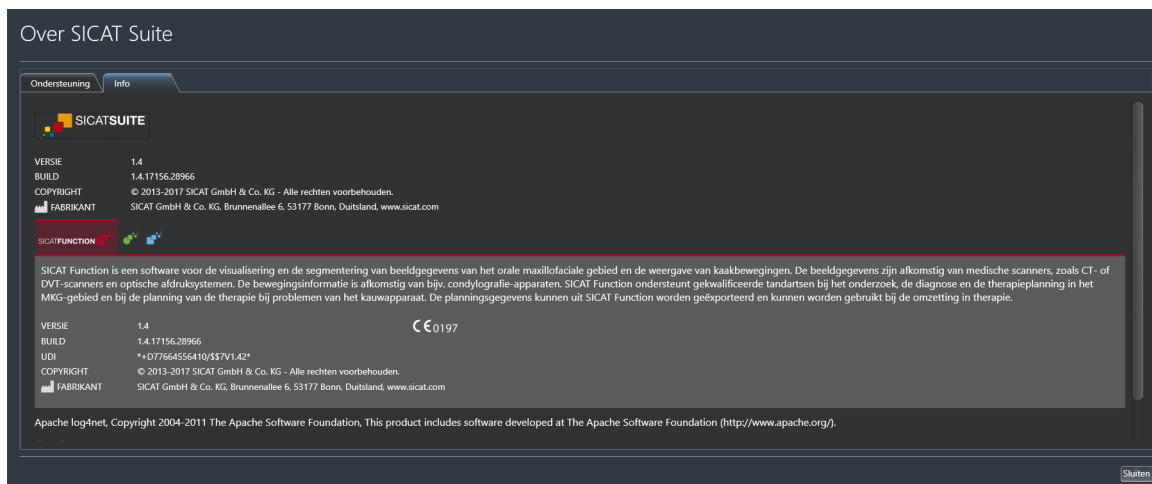 Over SICAT Suite
Ondersteuning
Info
SICATSUITE
VERSIE 1.4
BUILD 1.4.17156.28966
COPYRIGHT © 2013-2017 SICAT GmbH & Co. KG - Alle rechten voorbehouden.
FABRIKANT SICAT GmbH & Co. KG, Brunnenallee 6, 53177 Bonn, Duitsland, www.sicat.com
SICATFUNCTION
SICAT Function is een software voor de visualisering en de segmentering van beeldgegevens van het orale maxillofaciale gebied en de weergave van kaakbewegingen. De beeldgegevens zijn afkomstig van medische scanners, zoals CT- of
DVT-scanners en optische afdruksystemen. De bewegingsinformatie is afkomstig van bijv. condylografie-apparaten. SICAT Function ondersteunt gekwalificeerde tandartsen bij het onderzoek, de diagnose en de therapieplanning in het
MKG-gebied en bij de planning van de therapie bij problemen van het kauwapparaat. De planningsgegevens kunnen uit SICAT Function worden geëxporteerd en kunnen worden gebruikt bij de omzetting in therapie.
VERSIE 1.4 CE0197
BUILD 1.4.17156.28966
UDI *+D77664556410/$$7V1.42*
COPYRIGHT © 2013-2017 SICAT GmbH & Co. KG - Alle rechten voorbehouden.
FABRIKANT SICAT GmbH & Co. KG, Brunnenallee 6, 53177 Bonn, Duitsland, www.sicat.com
Apache log4net, Copyright 2004-2011 The Apache Software Foundation, This product includes software developed at The Apache Software Foundation (http://www.apache.org/).
Sluiten